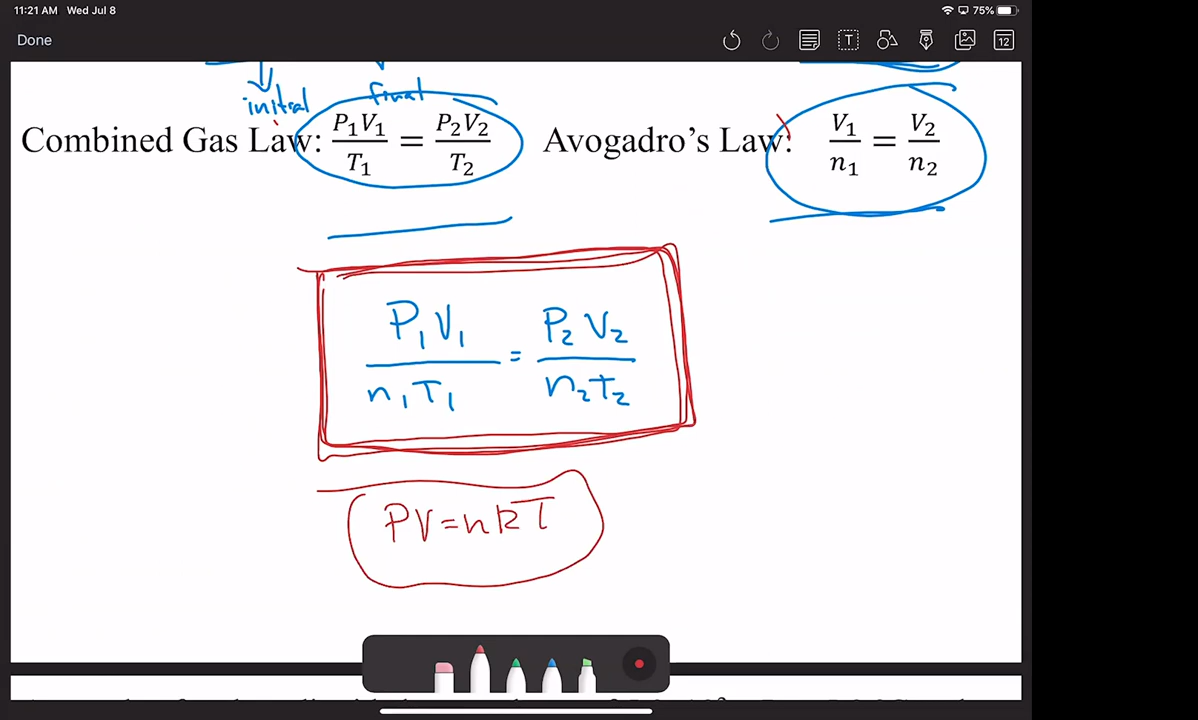 11:21 AM Wed Jul 8
75%
Done
T
12
initial
final
Combined Gas Law: P₁V₁/T₁ = P₂V₂/T₂
Avogadro's Law: V₁/n₁ = V₂/n₂
P₁V₁/n₁T₁ = P₂V₂/n₂T₂
PV=nRT